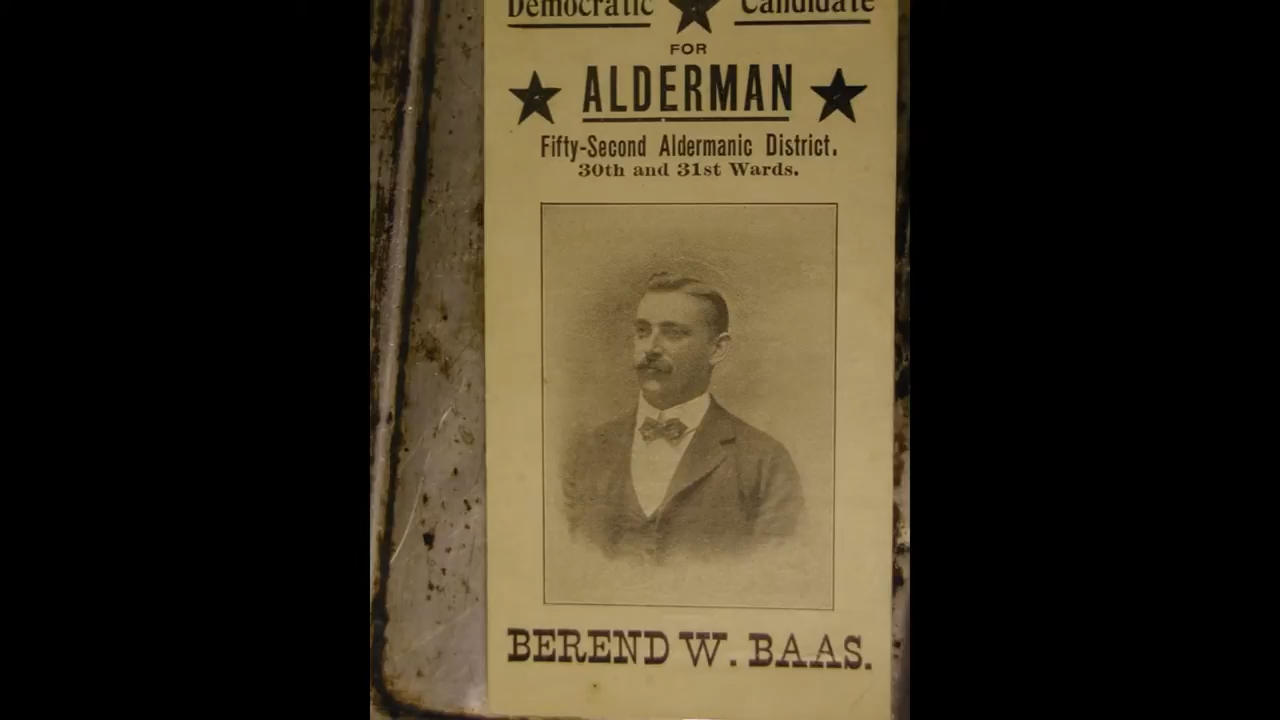 Democratic Candidate
FOR
ALDERMAN
Fifty-Second Aldermanic District.
30th and 31st Wards.
BEREND W. BAAS.